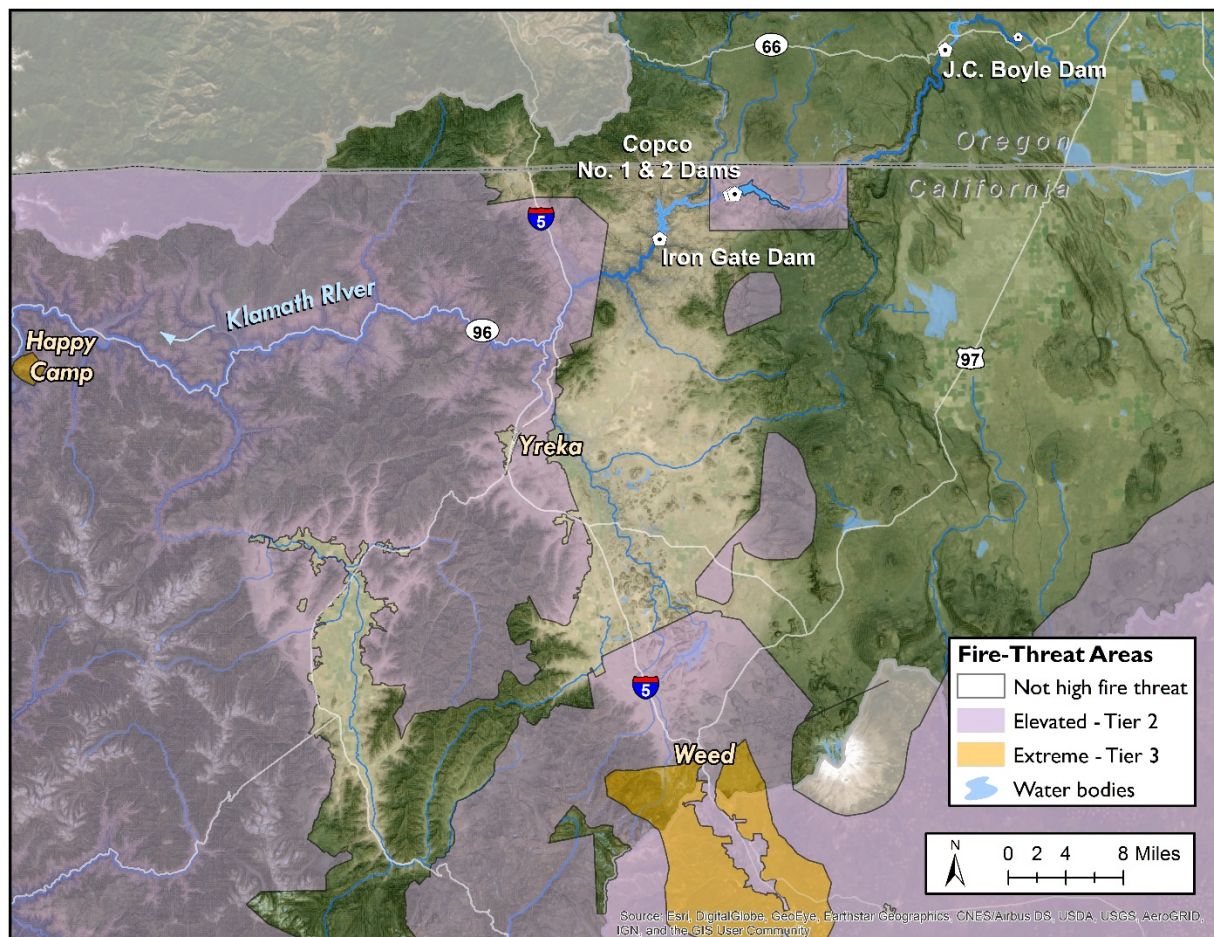 66
J.C. Boyle Dam
Copco
No. 1 & 2 Dams
Oregon
California
5
Iron Gate Dam
Klamath RIver
96
Happy
Camp
97
Yreka
5
Weed
Fire-Threat Areas
Not high fire threat
Elevated - Tier 2
Extreme - Tier 3
Water bodies
N
0 2 4 8 Miles
Source: Esri, DigitalGlobe, GeoEye, Earthstar Geographics, CNES/Airbus DS, USDA, USGS, AeroGRID,
IGN, and the GIS User Community